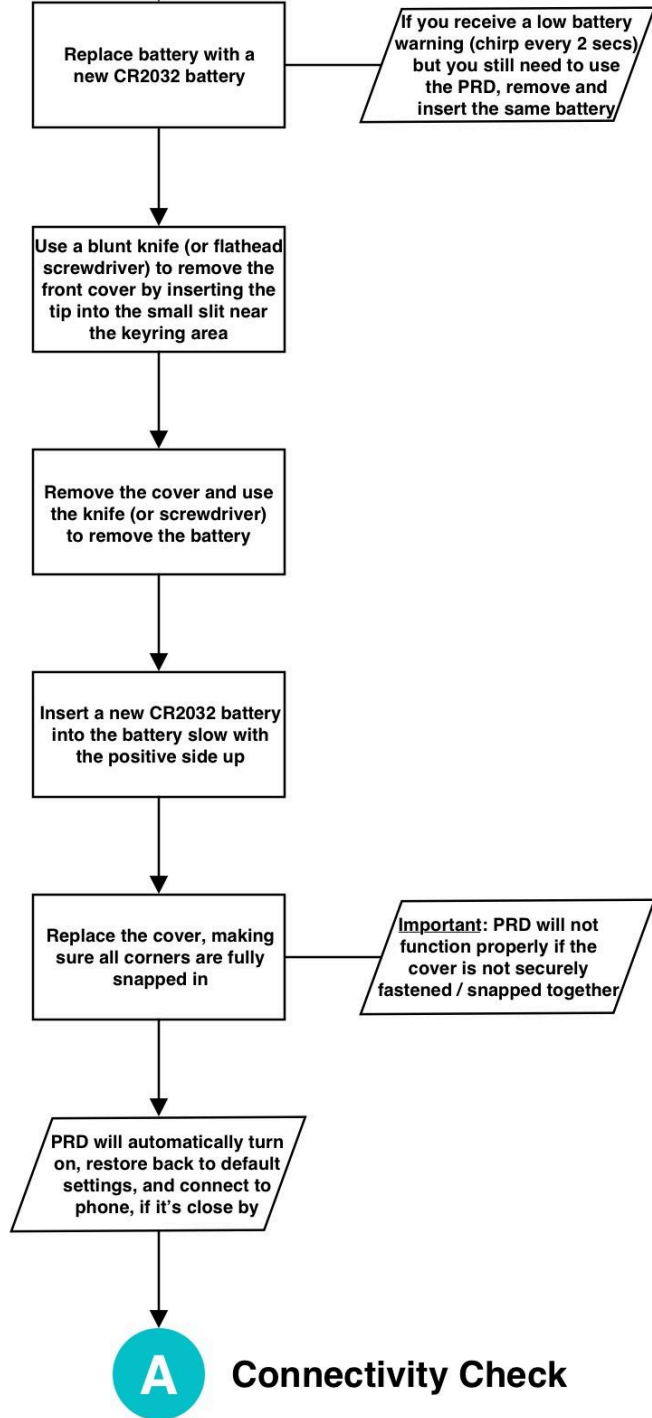 Replace battery with a
new CR2032 battery
If you receive a low battery
warning (chirp every 2 secs)
but you still need to use
the PRD, remove and
insert the same battery
Use a blunt knife (or flathead
screwdriver) to remove the
front cover by inserting the
tip into the small slit near
the keyring area
Remove the cover and use
the knife (or screwdriver)
to remove the battery
Insert a new CR2032 battery
into the battery slow with
the positive side up
Replace the cover, making
sure all corners are fully
snapped in
Important: PRD will not
function properly if the
cover is not securely
fastened / snapped together
PRD will automatically turn
on, restore back to default
settings, and connect to
phone, if it's close by
A Connectivity Check